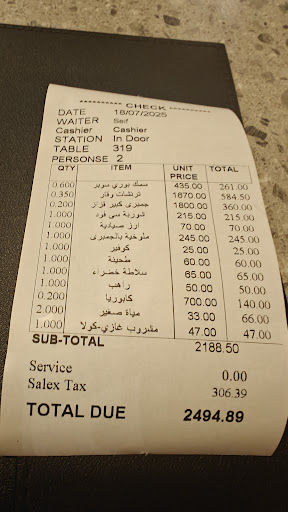 ********** CHECK **********
DATE 18/07/2025
WAITER Seif
Cashier Cashier
STATION In Door
TABLE 319
PERSONSE 2
QTY ITEM UNIT PRICE TOTAL
0.600 سمك بوري سوبر 435.00 261.00
0.350 ترشات وقار 1670.00 584.50
0.200 جمبرى كبير فراز 1800.00 360.00
1.000 شوربة سي فود 215.00 215.00
1.000 ارز صيادية 70.00 70.00
1.000 ملوخية بالجمبرى 245.00 245.00
1.000 كوفير 25.00 25.00
1.000 طحينة 60.00 60.00
1.000 سلاطة خضراء 65.00 65.00
1.000 راهب 50.00 50.00
0.200 كابوريا 700.00 140.00
2.000 مياة صغير 33.00 66.00
1.000 مشروب غازي-كولا 47.00 47.00
SUB-TOTAL 2188.50
Service 0.00
Salex Tax 306.39
TOTAL DUE 2494.89